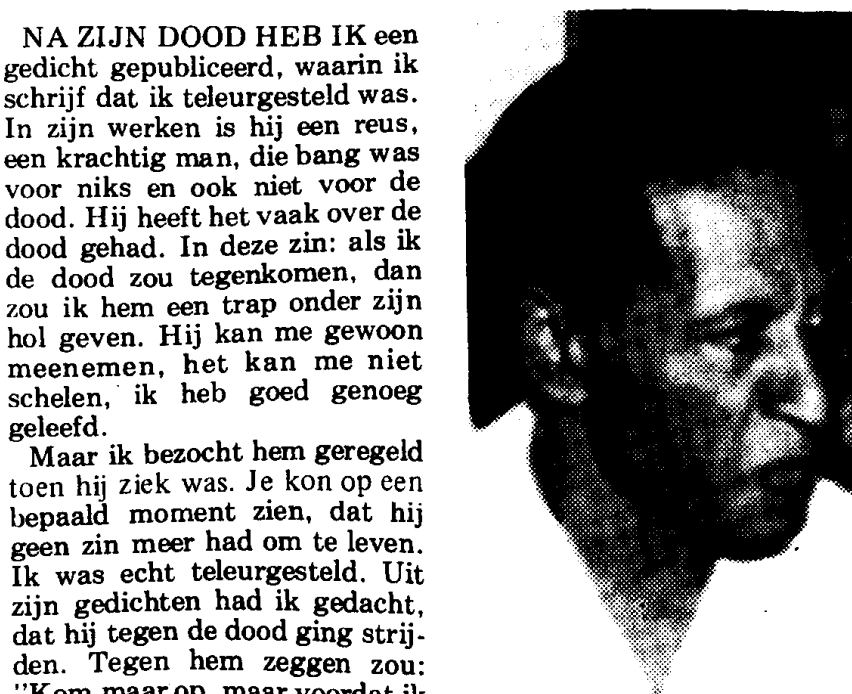 NA ZIJN DOOD HEB IK een
gedicht gepubliceerd, waarin ik
schrijf dat ik teleurgesteld was.
In zijn werken is hij een reus,
een krachtig man, die bang was
voor niks en ook niet voor de
dood. Hij heeft het vaak over de
dood gehad. In deze zin: als ik
de dood zou tegenkomen, dan
zou ik hem een trap onder zijn
hol geven. Hij kan me gewoon
meenemen, het kan me niet
schelen, ik heb goed genoeg
geleefd.
Maar ik bezocht hem geregeld
toen hij ziek was. Je kon op een
bepaald moment zien, dat hij
geen zin meer had om te leven.
Ik was echt teleurgesteld. Uit
zijn gedichten had ik gedacht,
dat hij tegen de dood ging strij-
den. Tegen hem zeggen zou:
"Kom maar op, maar voordat ik